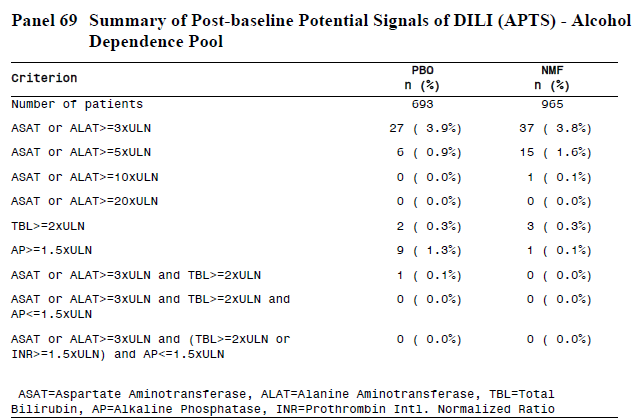 Panel 69 Summary of Post-baseline Potential Signals of DILI (APTS) - Alcohol
Dependence Pool
Criterion PBO NMF
n (%) n (%)
Number of patients 693 965
ASAT or ALAT>=3xULN 27 ( 3.9%) 37 ( 3.8%)
ASAT or ALAT>=5xULN 6 ( 0.9%) 15 ( 1.6%)
ASAT or ALAT>=10xULN 0 ( 0.0%) 1 ( 0.1%)
ASAT or ALAT>=20xULN 0 ( 0.0%) 0 ( 0.0%)
TBL>=2xULN 2 ( 0.3%) 3 ( 0.3%)
AP>=1.5xULN 9 ( 1.3%) 1 ( 0.1%)
ASAT or ALAT>=3xULN and TBL>=2xULN 1 ( 0.1%) 0 ( 0.0%)
ASAT or ALAT>=3xULN and TBL>=2xULN and 0 ( 0.0%) 0 ( 0.0%)
AP<=1.5xULN
ASAT or ALAT>=3xULN and (TBL>=2xULN or 0 ( 0.0%) 0 ( 0.0%)
INR>=1.5xULN) and AP<=1.5xULN
ASAT=Aspartate Aminotransferase, ALAT=Alanine Aminotransferase, TBL=Total
Bilirubin, AP=Alkaline Phosphatase, INR=Prothrombin Intl. Normalized Ratio